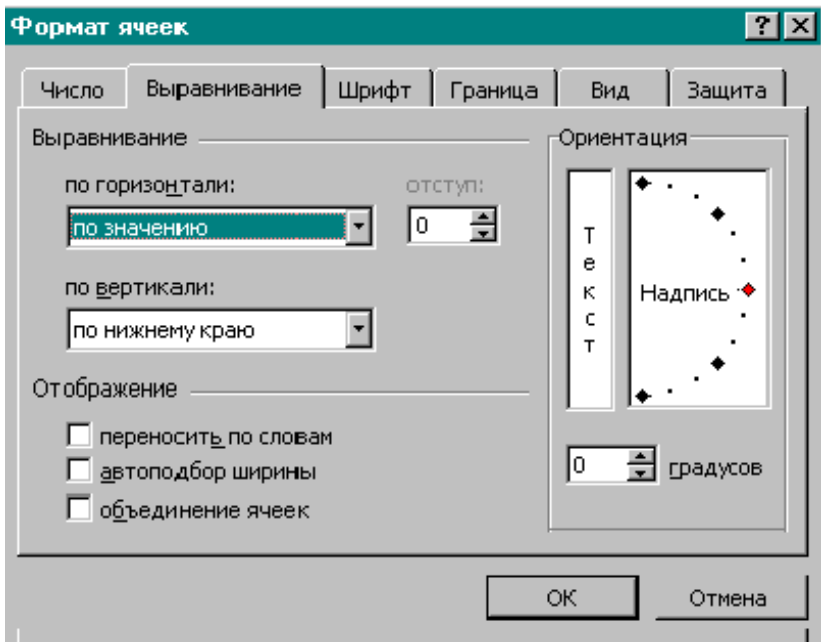 Формат ячеек
Число Выравнивание Шрифт Граница Вид Защита
Выравнивание
по горизонтали: отступ:
по значению 0
по вертикали:
по нижнему краю
Отображение
переносить по словам
автоподбор ширины
объединение ячеек
Ориентация
Текст
Надпись
0 градусов
ОК Отмена